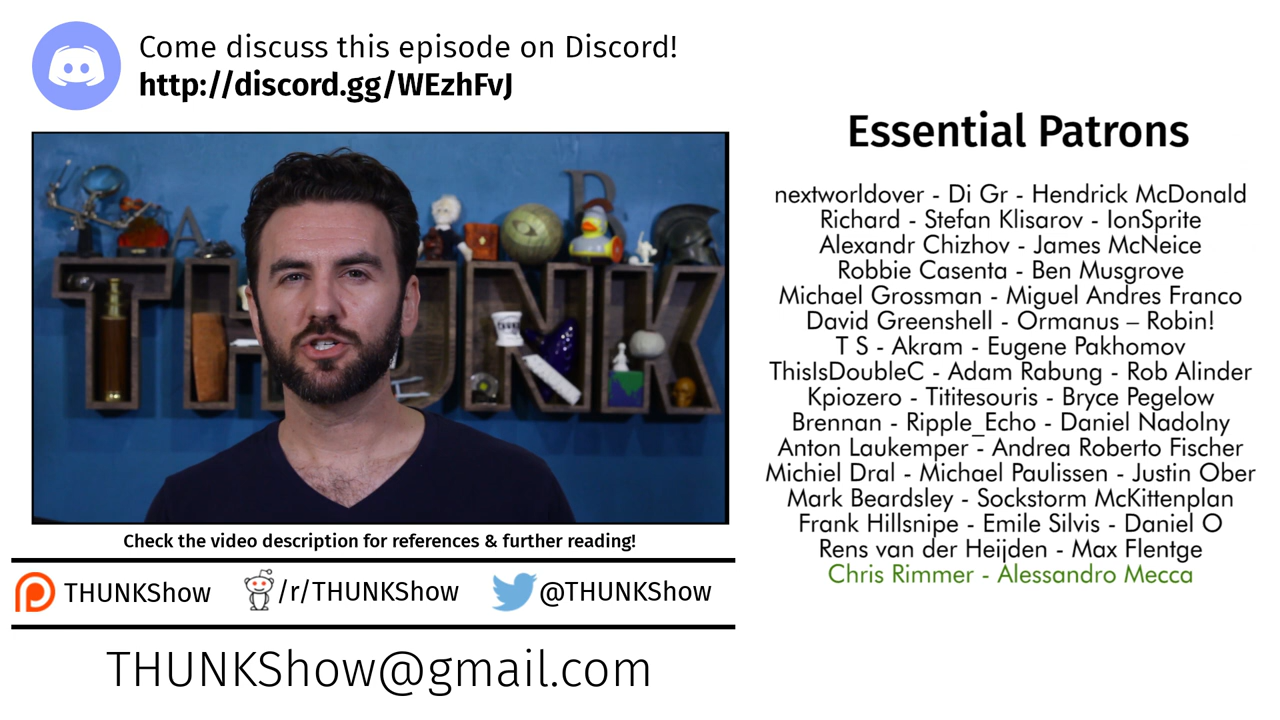 Come discuss this episode on Discord!
http://discord.gg/WEzhFvJ
THUNK
Check the video description for references & further reading!
THUNKShow
/r/THUNKShow
@THUNKShow
THUNKShow@gmail.com
Essential Patrons
nextworldover - Di Gr - Hendrick McDonald
Richard - Stefan Klisarov - IonSprite
Alexandr Chizhov - James McNeice
Robbie Casenta - Ben Musgrove
Michael Grossman - Miguel Andres Franco
David Greenshell - Ormanus – Robin!
T S - Akram - Eugene Pakhomov
ThisIsDoubleC - Adam Rabung - Rob Alinder
Kpiozero - Tititesouris - Bryce Pegelow
Brennan - Ripple_Echo - Daniel Nadolny
Anton Laukemper - Andrea Roberto Fischer
Michiel Dral - Michael Paulissen - Justin Ober
Mark Beardsley - Sockstorm McKittenplan
Frank Hillsnipe - Emile Silvis - Daniel O
Rens van der Heijden - Max Flentge
Chris Rimmer - Alessandro Mecca